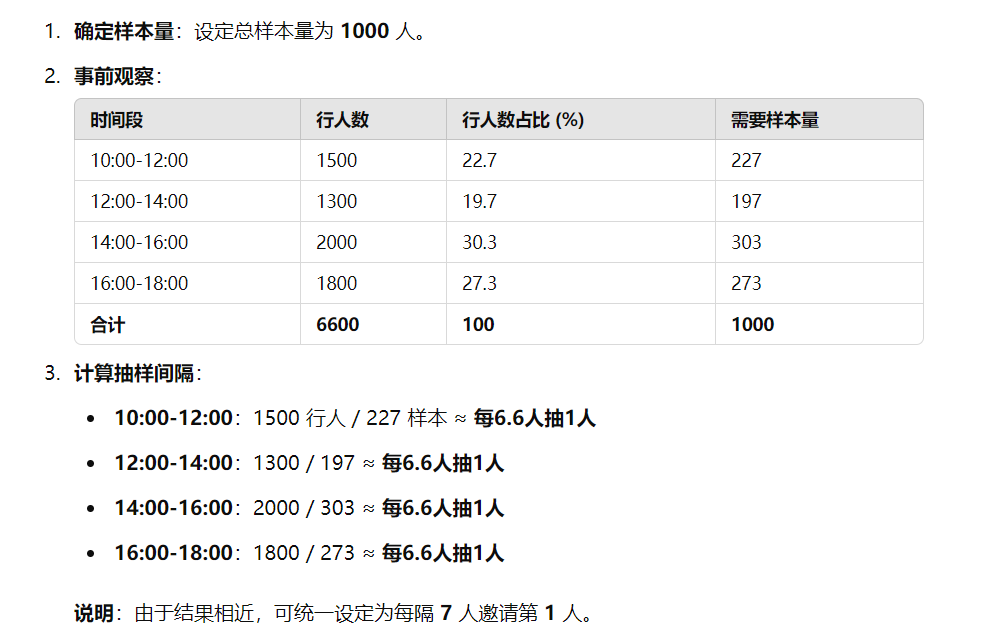 1. 确定样本量：设定总样本量为 1000 人。
2. 事前观察：
时间段 行人数 行人数占比 (%) 需要样本量
10:00-12:00 1500 22.7 227
12:00-14:00 1300 19.7 197
14:00-16:00 2000 30.3 303
16:00-18:00 1800 27.3 273
合计 6600 100 1000
3. 计算抽样间隔：
• 10:00-12:00：1500 行人 / 227 样本 ≈ 每6.6人抽1人
• 12:00-14:00：1300 / 197 ≈ 每6.6人抽1人
• 14:00-16:00：2000 / 303 ≈ 每6.6人抽1人
• 16:00-18:00：1800 / 273 ≈ 每6.6人抽1人
说明：由于结果相近，可统一设定为每隔 7 人邀请第 1 人。